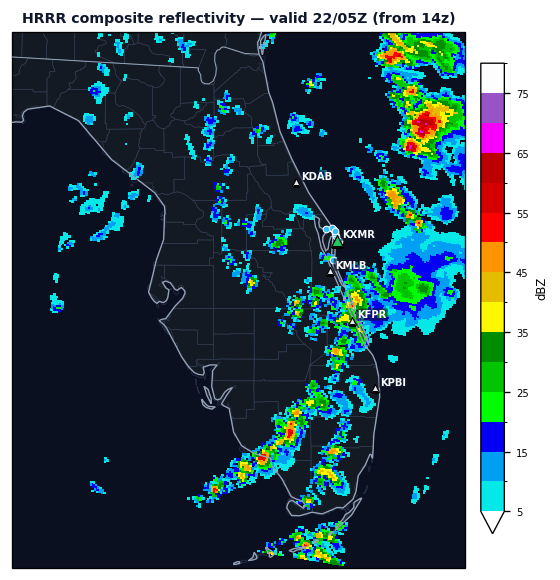 HRRR composite reflectivity — valid 22/05Z (from 14z)
KDAB
KXMR
KMLB
KFPR
KPBI
75
65
55
45
35
25
15
5
dBZ